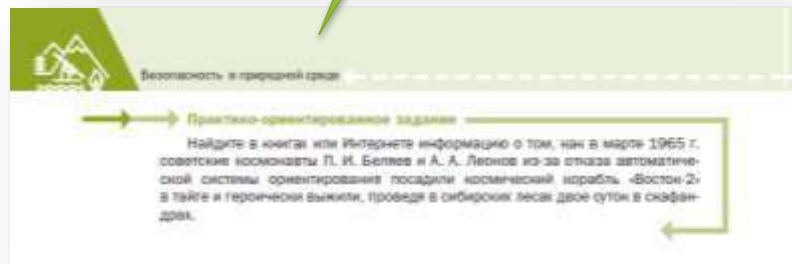 Безопасность в природной среде
Практико-ориентированное задание
Найдите в книгах или Интернете информацию о том, как в марте 1965 г.
советские космонавты П. И. Беляев и А. А. Леонов из-за отказа автоматиче-
ской системы ориентирования посадили космический корабль «Восток-2»
в тайге и героически выжили, проведя в сибирских лесах двое суток в скафан-
драх.